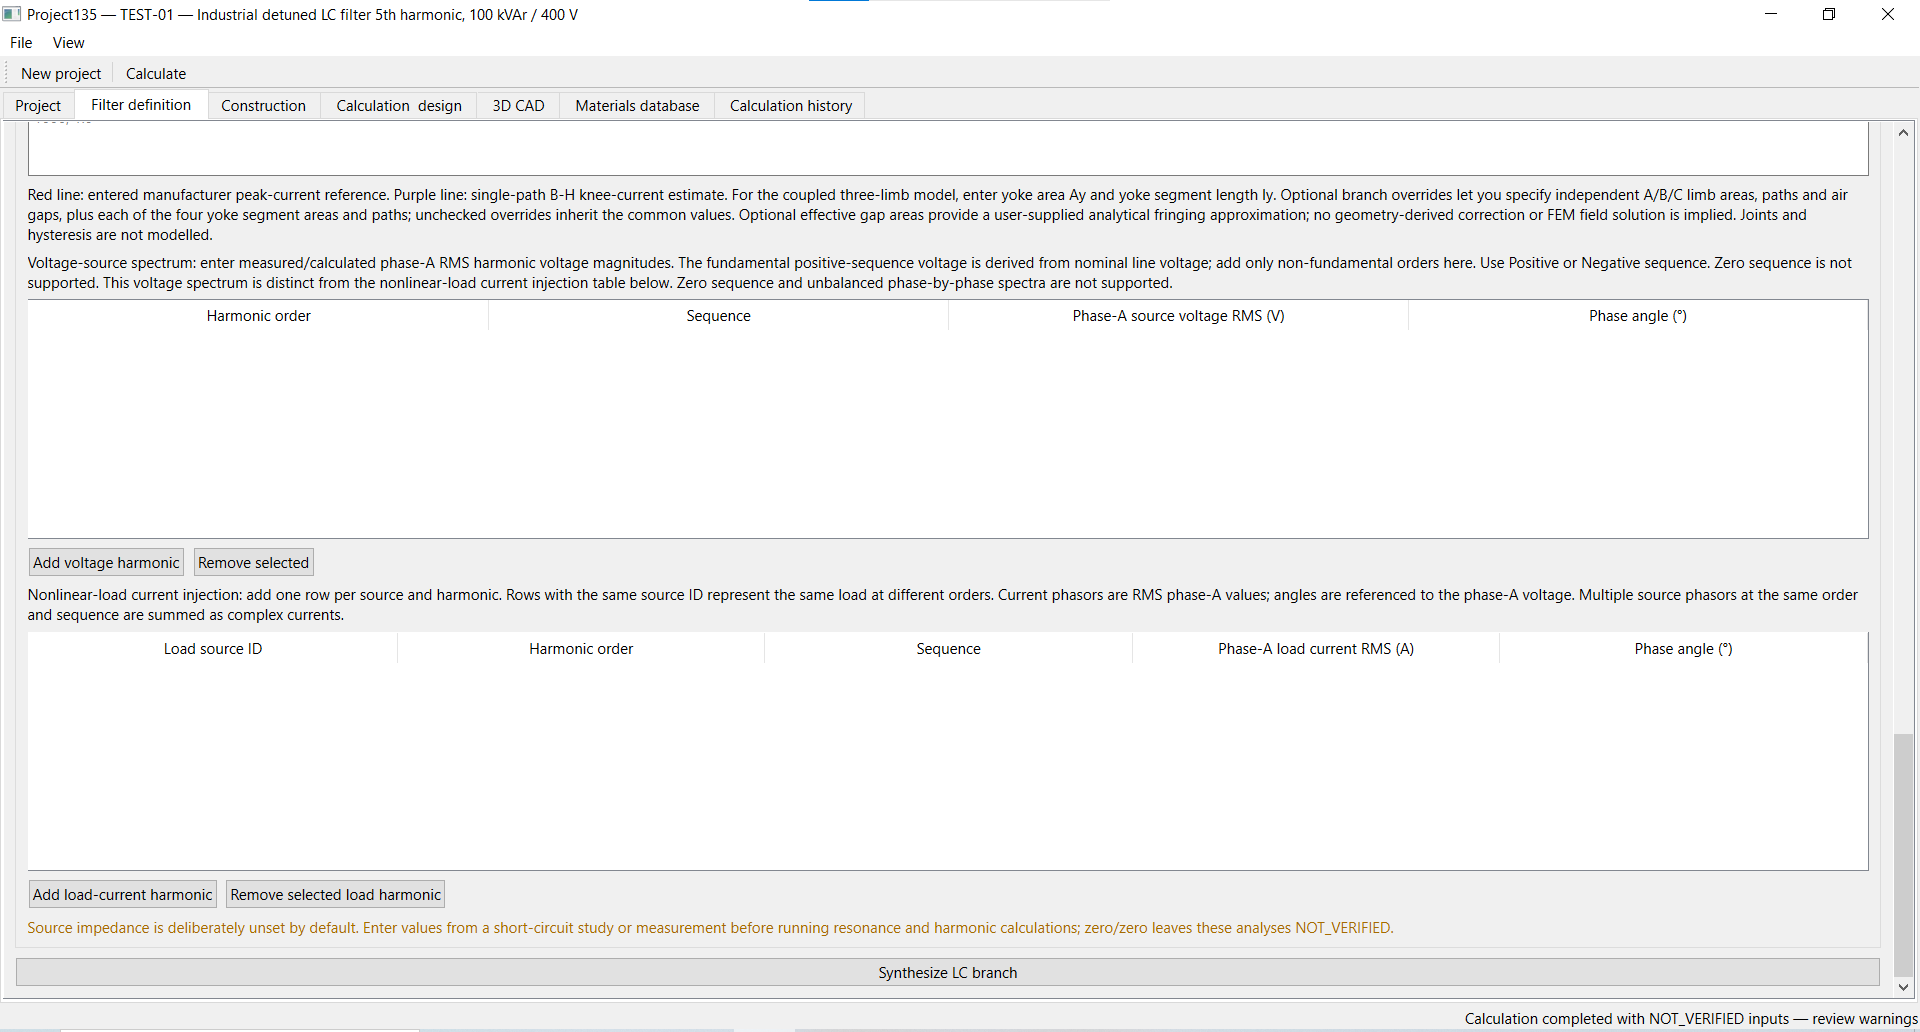 Project135 — TEST-01 — Industrial detuned LC filter 5th harmonic, 100 kVAr / 400 V
File View
New project Calculate
Project Filter definition Construction Calculation design 3D CAD Materials database Calculation history
Red line: entered manufacturer peak-current reference. Purple line: single-path B-H knee-current estimate. For the coupled three-limb model, enter yoke area Ay and yoke segment length ly. Optional branch overrides let you specify independent A/B/C limb areas, paths and air
gaps, plus each of the four yoke segment areas and paths; unchecked overrides inherit the common values. Optional effective gap areas provide a user-supplied analytical fringing approximation; no geometry-derived correction or FEM field solution is implied. Joints and
hysteresis are not modelled.
Voltage-source spectrum: enter measured/calculated phase-A RMS harmonic voltage magnitudes. The fundamental positive-sequence voltage is derived from nominal line voltage; add only non-fundamental orders here. Use Positive or Negative sequence. Zero sequence is not
supported. This voltage spectrum is distinct from the nonlinear-load current injection table below. Zero sequence and unbalanced phase-by-phase spectra are not supported.
Harmonic order Sequence Phase-A source voltage RMS (V) Phase angle (°)
Add voltage harmonic Remove selected
Nonlinear-load current injection: add one row per source and harmonic. Rows with the same source ID represent the same load at different orders. Current phasors are RMS phase-A values; angles are referenced to the phase-A voltage. Multiple source phasors at the same order
and sequence are summed as complex currents.
Load source ID Harmonic order Sequence Phase-A load current RMS (A) Phase angle (°)
Add load-current harmonic Remove selected load harmonic
Source impedance is deliberately unset by default. Enter values from a short-circuit study or measurement before running resonance and harmonic calculations; zero/zero leaves these analyses NOT_VERIFIED.
Synthesize LC branch
Calculation completed with NOT_VERIFIED inputs — review warnings